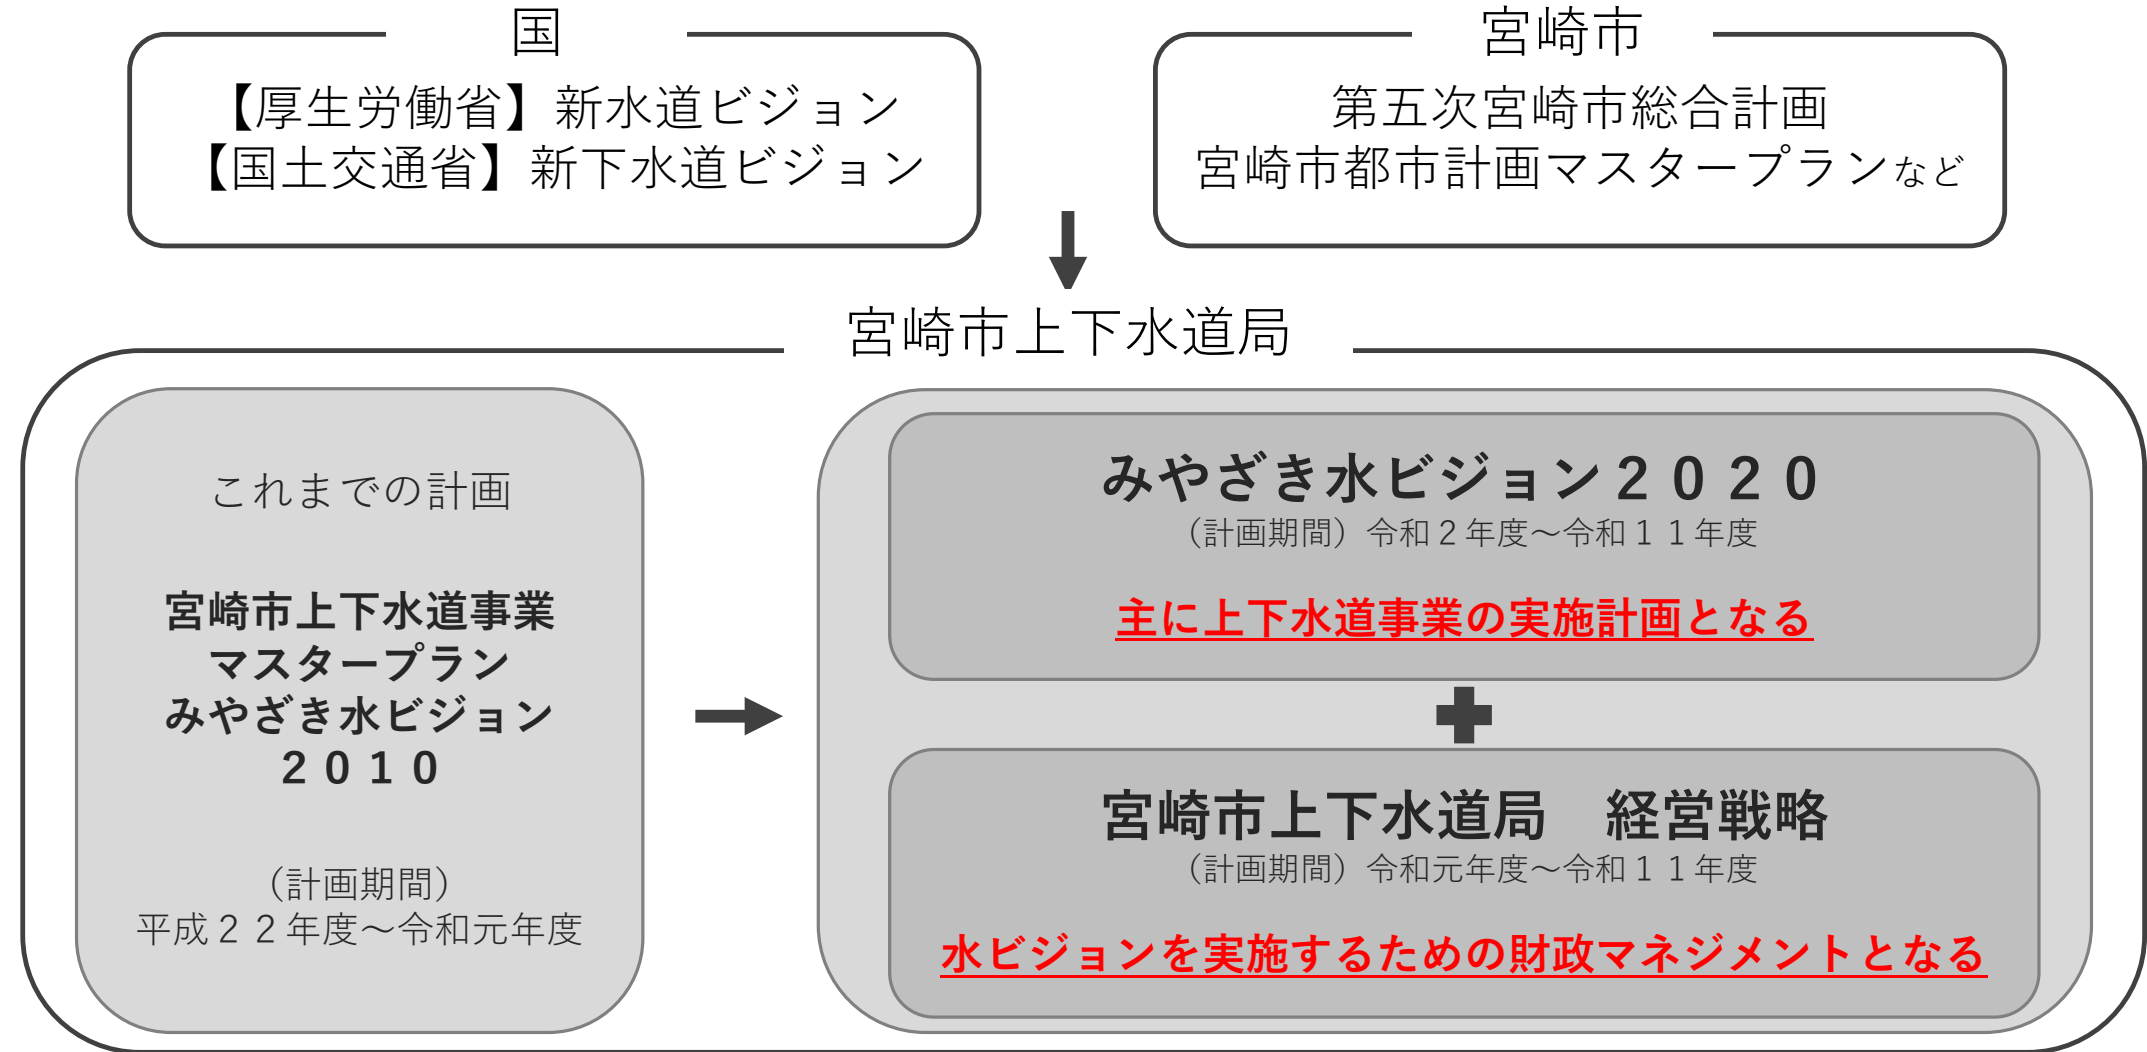 国
【厚生労働省】新水道ビジョン
【国土交通省】新下水道ビジョン
宮崎市
第五次宮崎市総合計画
宮崎市都市計画マスタープランなど
宮崎市上下水道局
これまでの計画
宮崎市上下水道事業
マスタープラン
みやざき水ビジョン
２０１０
（計画期間）
平成２２年度～令和元年度
みやざき水ビジョン２０２０
（計画期間）令和２年度～令和１１年度
主に上下水道事業の実施計画となる
宮崎市上下水道局　経営戦略
（計画期間）令和元年度～令和１１年度
水ビジョンを実施するための財政マネジメントとなる